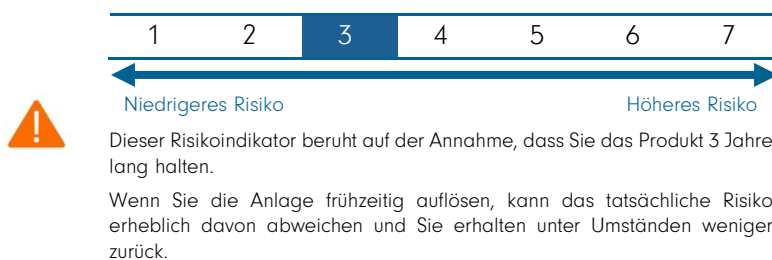 1 2 3 4 5 6 7
Niedrigeres Risiko Höheres Risiko
Dieser Risikoindikator beruht auf der Annahme, dass Sie das Produkt 3 Jahre
lang halten.
Wenn Sie die Anlage frühzeitig auflösen, kann das tatsächliche Risiko
erheblich davon abweichen und Sie erhalten unter Umständen weniger
zurück.